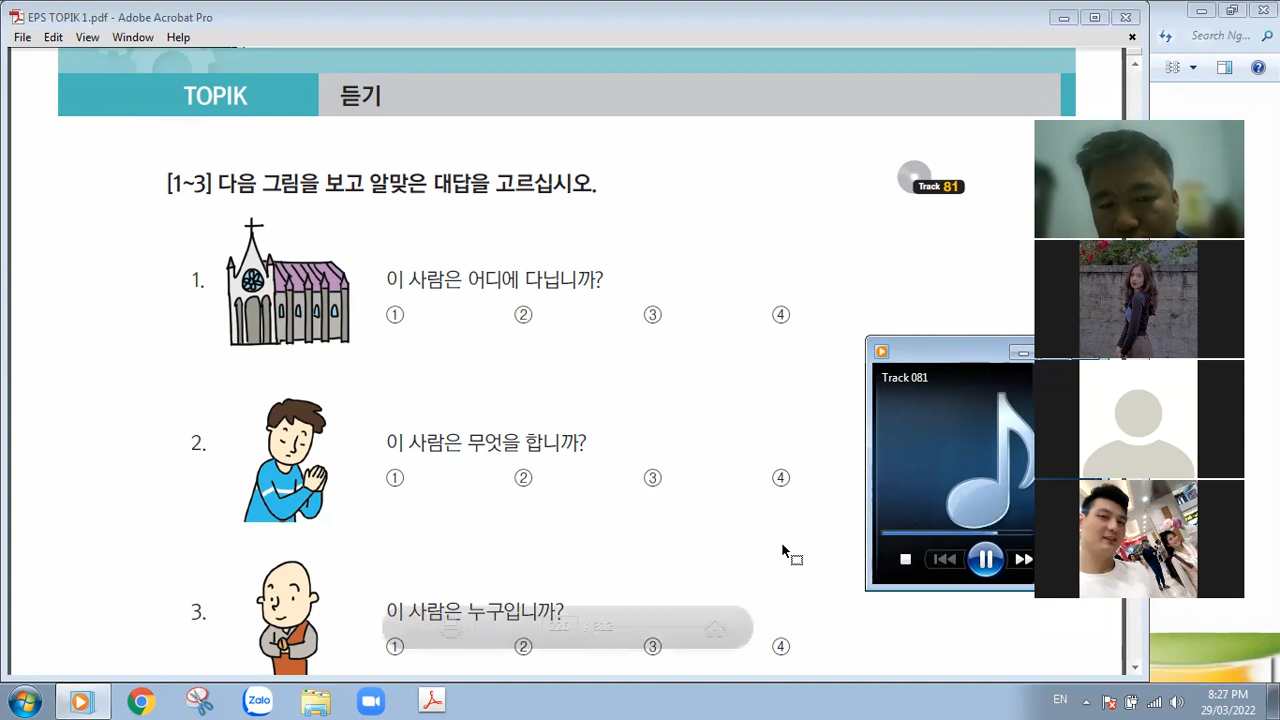 EPS TOPIK 1.pdf - Adobe Acrobat Pro
Search Ng...
File Edit View Window Help
TOPIK 듣기
[1~3] 다음 그림을 보고 알맞은 대답을 고르십시오.
Track 81
1. 이 사람은 어디에 다닙니까?
① ② ③ ④
Track 081
2. 이 사람은 무엇을 합니까?
① ② ③ ④
3. 이 사람은 누구입니까?
① ② ③ ④
Zalo
EN
8:27 PM
29/03/2022